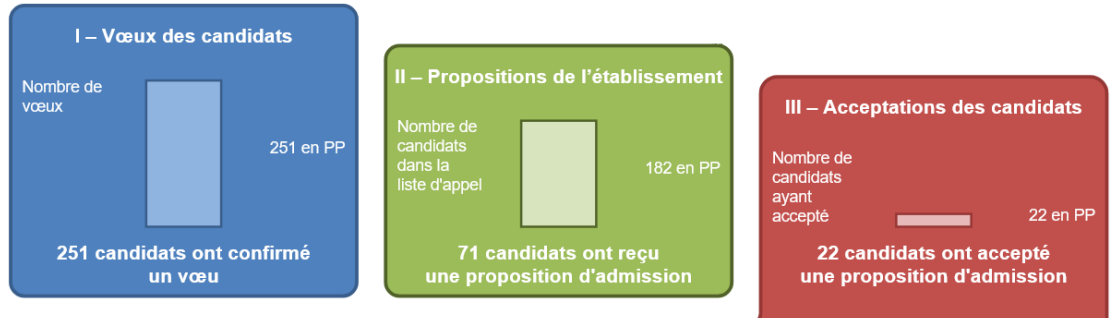 I – Vœux des candidats
Nombre de
vœux
251 en PP
251 candidats ont confirmé
un vœu
II – Propositions de l'établissement
Nombre de
candidats
dans la
liste d'appel
182 en PP
71 candidats ont reçu
une proposition d'admission
III – Acceptations des candidats
Nombre de
candidats
ayant
accepté
22 en PP
22 candidats ont accepté
une proposition d'admission